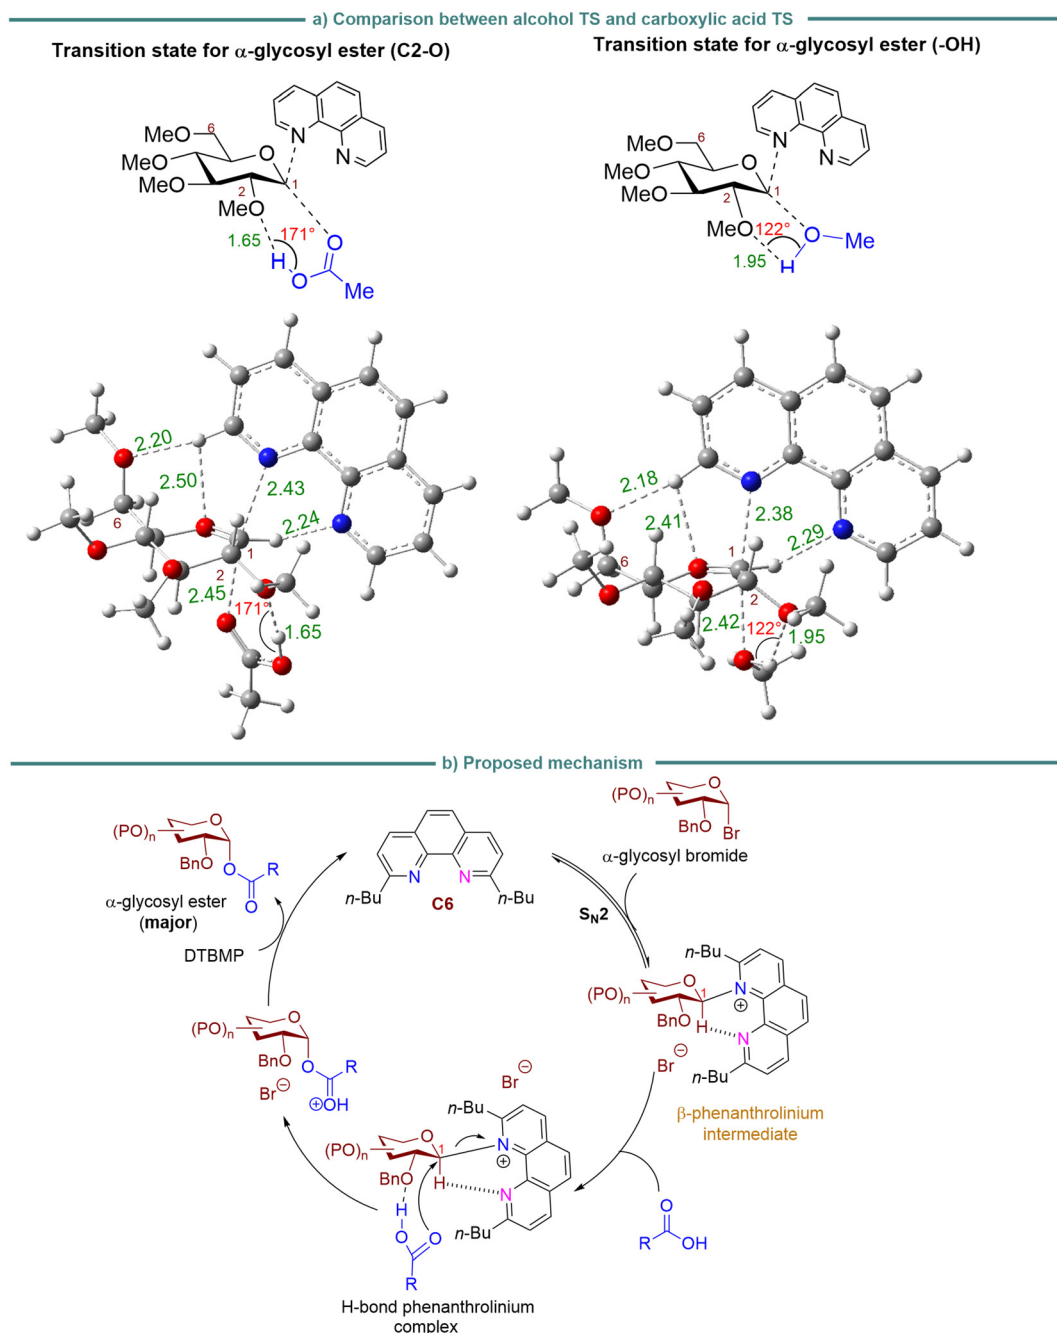 a) Comparison between alcohol TS and carboxylic acid TS
Transition state for α-glycosyl ester (C2-O)
MeO
6
MeO
MeO
O
N
N
1
2
MeO
1.65
171°
H
O
O
Me
Transition state for α-glycosyl ester (-OH)
MeO
6
MeO
MeO
O
N
N
1
2
MeO
122°
O
Me
1.95
H
2.20
2.50
2.43
2.24
6
1
2
2.45
171°
1.65
2.18
2.41
2.38
2.29
1
6
2
2.42
122°
1.95
b) Proposed mechanism
(PO)n
O
BnO
O
R
O
α-glycosyl ester
(major)
DTBMP
N
N
n-Bu
n-Bu
C6
(PO)n
O
BnO
Br
α-glycosyl bromide
SN2
n-Bu
(PO)n
O
1
N
⊕
BnO
H
N
Br⊖
n-Bu
β-phenanthrolinium
intermediate
O
R
OH
Br⊖
n-Bu
(PO)n
O
1
N
⊕
BnO
H
N
n-Bu
H
O
O
R
H-bond phenanthrolinium
complex
(PO)n
O
BnO
O
R
Br⊖
⊕OH